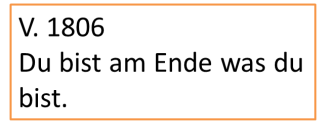 V. 1806
Du bist am Ende was du
bist.